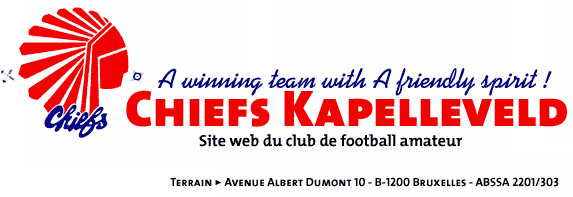 A winning team with A friendly spirit !
Chiefs
CHIEFS KAPELLEVELD
Site web du club de football amateur
TERRAIN ► AVENUE ALBERT DUMONT 10 - B-1200 BRUXELLES - ABSSA 2201/303